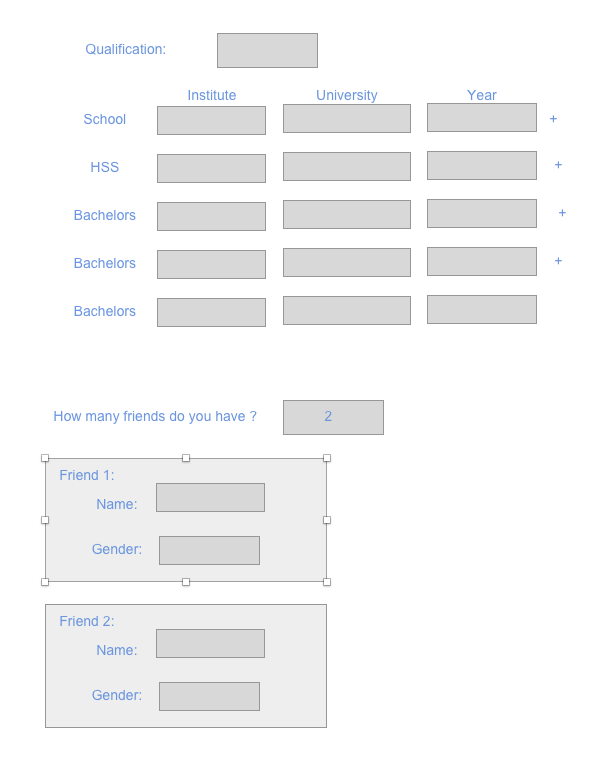 Qualification:
Institute University Year
School +
HSS +
Bachelors +
Bachelors +
Bachelors
How many friends do you have ? 2
Friend 1:
Name:
Gender:
Friend 2:
Name:
Gender: